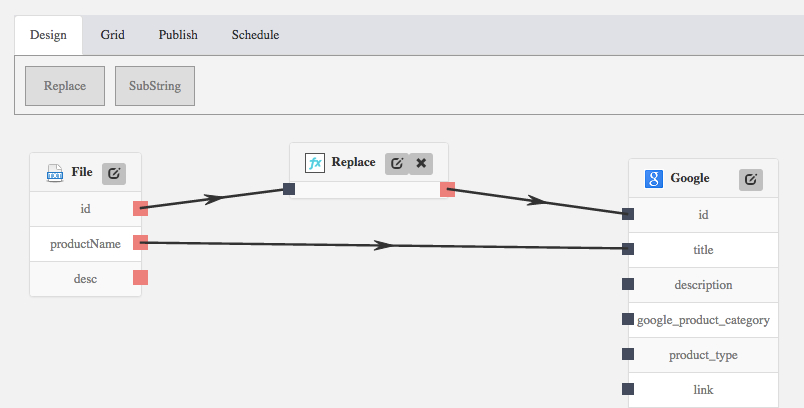 Design Grid Publish Schedule
Replace SubString
File
id
productName
desc
fx Replace
Google
id
title
description
google_product_category
product_type
link